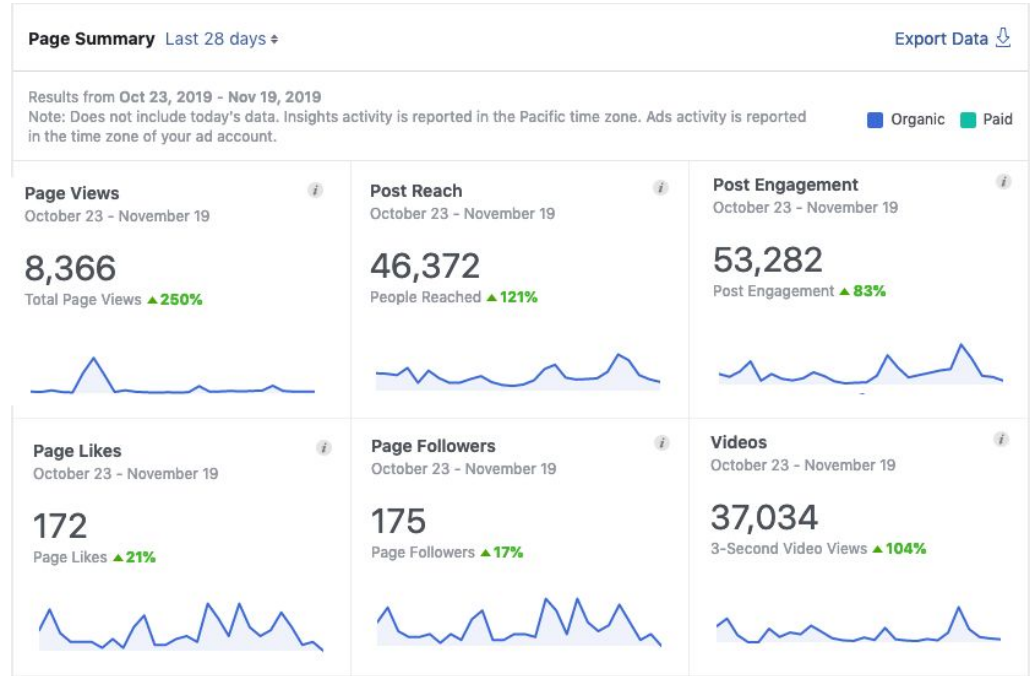 Page Summary Last 28 days
Export Data
Results from Oct 23, 2019 - Nov 19, 2019
Note: Does not include today's data. Insights activity is reported in the Pacific time zone. Ads activity is reported
in the time zone of your ad account.
Organic Paid
Page Views
October 23 - November 19
8,366
Total Page Views ▲250%
Post Reach
October 23 - November 19
46,372
People Reached ▲121%
Post Engagement
October 23 - November 19
53,282
Post Engagement ▲83%
Page Likes
October 23 - November 19
172
Page Likes ▲21%
Page Followers
October 23 - November 19
175
Page Followers ▲17%
Videos
October 23 - November 19
37,034
3-Second Video Views ▲104%